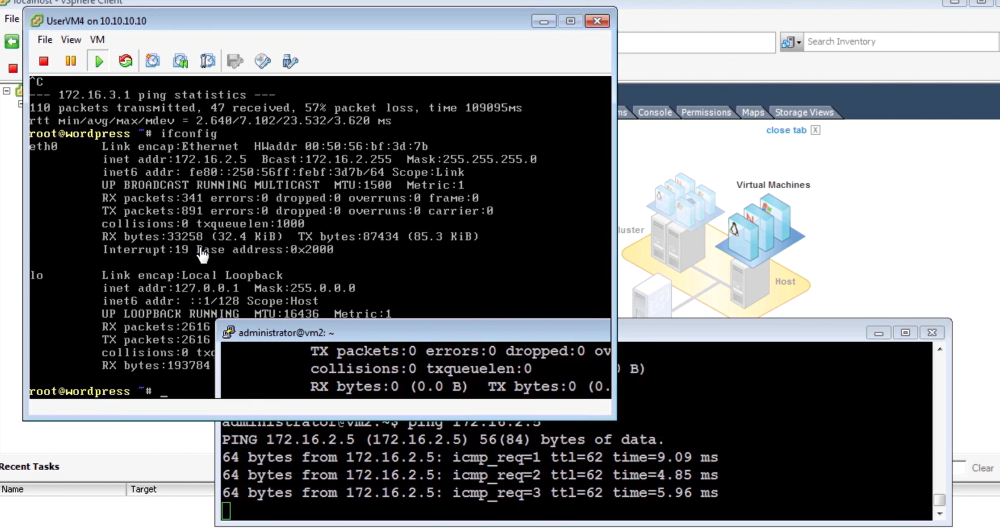 localhost - vSphere Client
File
UserVM4 on 10.10.10.10
File View VM
Search Inventory
^C
--- 172.16.3.1 ping statistics ---
110 packets transmitted, 47 received, 57% packet loss, time 109095ms
rtt min/avg/max/mdev = 2.640/7.102/23.532/3.620 ms
root@wordpress ~# ifconfig
eth0 Link encap:Ethernet HWaddr 00:50:56:bf:3d:7b
inet addr:172.16.2.5 Bcast:172.16.2.255 Mask:255.255.255.0
inet6 addr: fe80::250:56ff:febf:3d7b/64 Scope:Link
UP BROADCAST RUNNING MULTICAST MTU:1500 Metric:1
RX packets:341 errors:0 dropped:0 overruns:0 frame:0
TX packets:891 errors:0 dropped:0 overruns:0 carrier:0
collisions:0 txqueuelen:1000
RX bytes:33258 (32.4 KiB) TX bytes:87434 (85.3 KiB)
Interrupt:19 Base address:0x2000
lo Link encap:Local Loopback
inet addr:127.0.0.1 Mask:255.0.0.0
inet6 addr: ::1/128 Scope:Host
UP LOOPBACK RUNNING MTU:16436 Metric:1
RX packets:2616
TX packets:2616
collisions:0 txq
RX bytes:193784
root@wordpress ~# _
ms Console Permissions Maps Storage Views
close tab X
Virtual Machines
luster
Host
administrator@vm2: ~
TX packets:0 errors:0 dropped:0 ov
collisions:0 txqueuelen:0
RX bytes:0 (0.0 B) TX bytes:0 (0.
) B)
administrator@vm2:~$ ping 172.16.2.5
PING 172.16.2.5 (172.16.2.5) 56(84) bytes of data.
64 bytes from 172.16.2.5: icmp_req=1 ttl=62 time=9.09 ms
64 bytes from 172.16.2.5: icmp_req=2 ttl=62 time=4.85 ms
64 bytes from 172.16.2.5: icmp_req=3 ttl=62 time=5.96 ms
Recent Tasks
Clear
Name Target